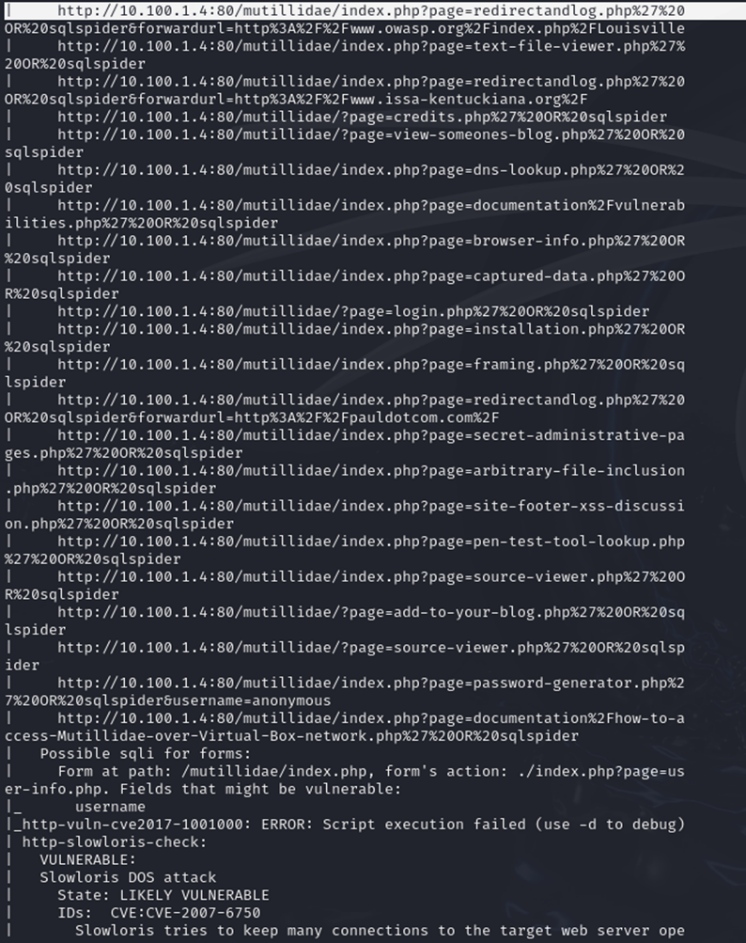 |     http://10.100.1.4:80/mutillidae/index.php?page=redirectandlog.php%27%20
OR%20sqlspider&forwardurl=http%3A%2F%2Fwww.owasp.org%2Findex.php%2FLouisville
|     http://10.100.1.4:80/mutillidae/index.php?page=text-file-viewer.php%27%
20OR%20sqlspider
|     http://10.100.1.4:80/mutillidae/index.php?page=redirectandlog.php%27%20
OR%20sqlspider&forwardurl=http%3A%2F%2Fwww.issa-kentuckiana.org%2F
|     http://10.100.1.4:80/mutillidae/?page=credits.php%27%20OR%20sqlspider
|     http://10.100.1.4:80/mutillidae/index.php?page=view-someones-blog.php%27%20OR%20
sqlspider
|     http://10.100.1.4:80/mutillidae/index.php?page=dns-lookup.php%27%20OR%2
0sqlspider
|     http://10.100.1.4:80/mutillidae/index.php?page=documentation%2Fvulnerab
ilities.php%27%20OR%20sqlspider
|     http://10.100.1.4:80/mutillidae/index.php?page=browser-info.php%27%20OR
%20sqlspider
|     http://10.100.1.4:80/mutillidae/index.php?page=captured-data.php%27%20O
R%20sqlspider
|     http://10.100.1.4:80/mutillidae/?page=login.php%27%20OR%20sqlspider
|     http://10.100.1.4:80/mutillidae/index.php?page=installation.php%27%20OR
%20sqlspider
|     http://10.100.1.4:80/mutillidae/index.php?page=framing.php%27%20OR%20sq
lspider
|     http://10.100.1.4:80/mutillidae/index.php?page=redirectandlog.php%27%20
OR%20sqlspider&forwardurl=http%3A%2F%2Fpauldotcom.com%2F
|     http://10.100.1.4:80/mutillidae/index.php?page=secret-administrative-pa
ges.php%27%20OR%20sqlspider
|     http://10.100.1.4:80/mutillidae/index.php?page=arbitrary-file-inclusion
.php%27%20OR%20sqlspider
|     http://10.100.1.4:80/mutillidae/index.php?page=site-footer-xss-discussi
on.php%27%20OR%20sqlspider
|     http://10.100.1.4:80/mutillidae/index.php?page=pen-test-tool-lookup.php
%27%20OR%20sqlspider
|     http://10.100.1.4:80/mutillidae/index.php?page=source-viewer.php%27%20O
R%20sqlspider
|     http://10.100.1.4:80/mutillidae/?page=add-to-your-blog.php%27%20OR%20sq
lspider
|     http://10.100.1.4:80/mutillidae/?page=source-viewer.php%27%20OR%20sqlsp
ider
|     http://10.100.1.4:80/mutillidae/index.php?page=password-generator.php%2
7%20OR%20sqlspider&username=anonymous
|     http://10.100.1.4:80/mutillidae/index.php?page=documentation%2Fhow-to-a
ccess-Mutillidae-over-Virtual-Box-network.php%27%20OR%20sqlspider
|   Possible sqli for forms:
|     Form at path: /mutillidae/index.php, form's action: ./index.php?page=us
er-info.php. Fields that might be vulnerable:
|_      username
|_http-vuln-cve2017-1001000: ERROR: Script execution failed (use -d to debug)
| http-slowloris-check:
|   VULNERABLE:
|   Slowloris DOS attack
|     State: LIKELY VULNERABLE
|     IDs:  CVE:CVE-2007-6750
|       Slowloris tries to keep many connections to the target web server ope